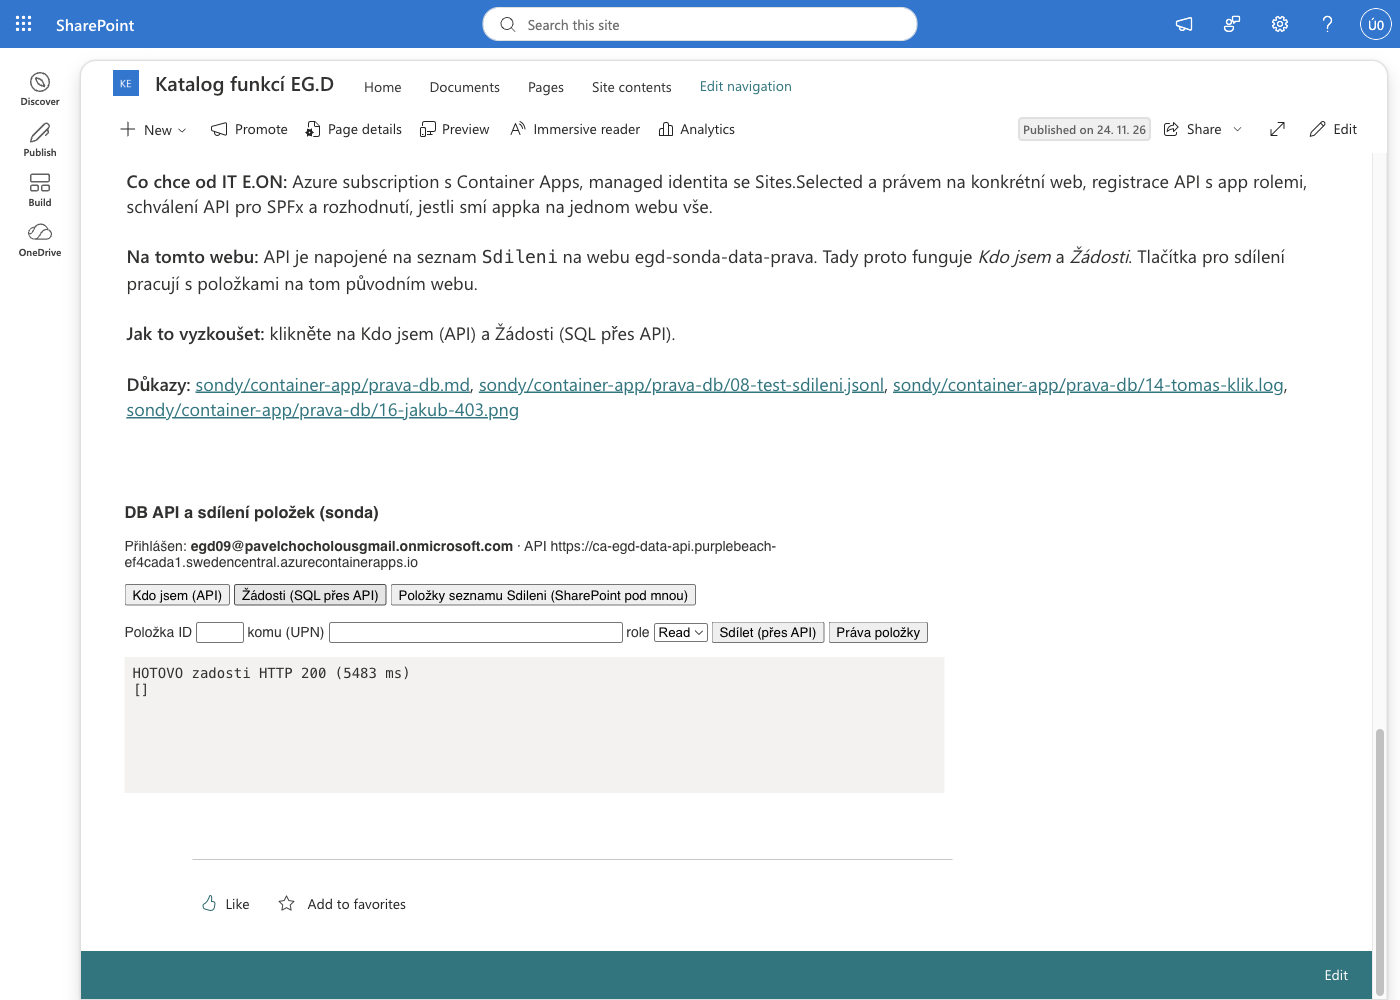 SharePoint
Search this site
Ú0
Discover
Publish
Build
OneDrive
KE
Katalog funkcí EG.D
Home
Documents
Pages
Site contents
Edit navigation
New
Promote
Page details
Preview
Immersive reader
Analytics
Published on 24. 11. 26
Share
Edit
Co chce od IT E.ON: Azure subscription s Container Apps, managed identita se Sites.Selected a právem na konkrétní web, registrace API s app rolemi,
schválení API pro SPFx a rozhodnutí, jestli smí appka na jednom webu vše.
Na tomto webu: API je napojené na seznam Sdileni na webu egd-sonda-data-prava. Tady proto funguje Kdo jsem a Žádosti. Tlačítka pro sdílení
pracují s položkami na tom původním webu.
Jak to vyzkoušet: klikněte na Kdo jsem (API) a Žádosti (SQL přes API).
Důkazy: sondy/container-app/prava-db.md, sondy/container-app/prava-db/08-test-sdileni.jsonl, sondy/container-app/prava-db/14-tomas-klik.log,
sondy/container-app/prava-db/16-jakub-403.png
DB API a sdílení položek (sonda)
Přihlášen: egd09@pavelchocholousgmail.onmicrosoft.com · API https://ca-egd-data-api.purplebeach-
ef4cada1.swedencentral.azurecontainerapps.io
Kdo jsem (API) Žádosti (SQL přes API) Položky seznamu Sdileni (SharePoint pod mnou)
Položka ID komu (UPN) role Read Sdílet (přes API) Práva položky
HOTOVO zadosti HTTP 200 (5483 ms)
[]
Like
Add to favorites
Edit